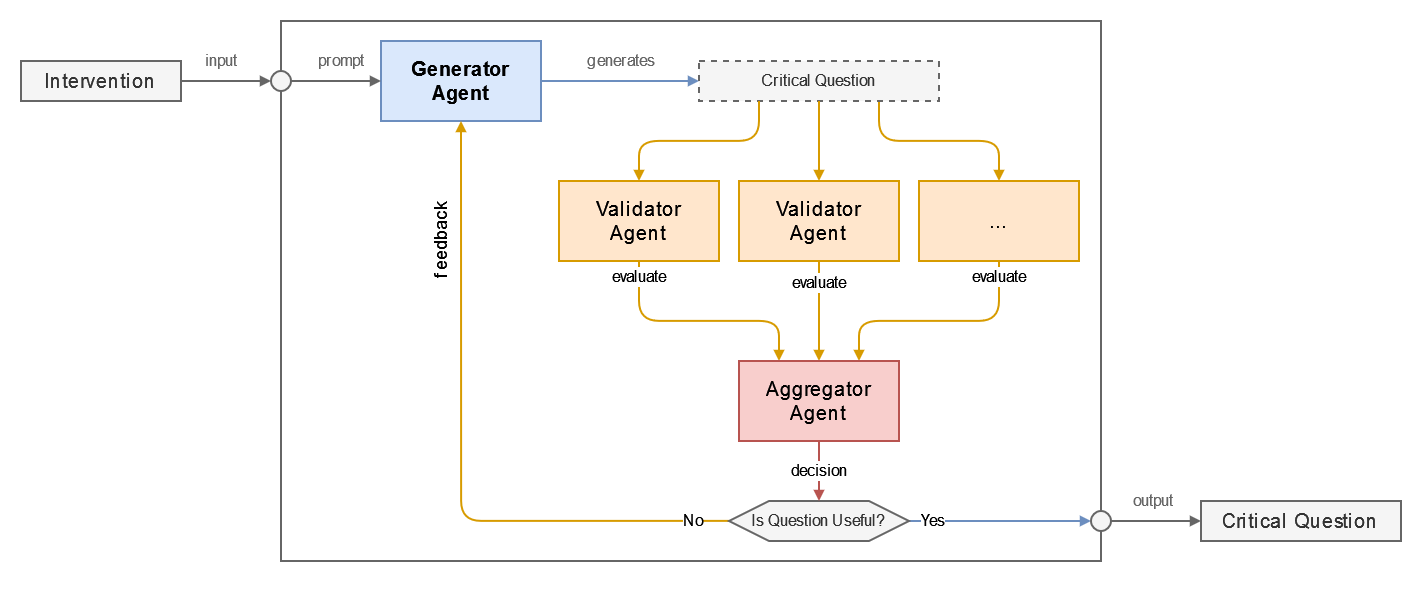 Intervention
input
prompt
Generator
Agent
generates
Critical Question
Validator
Agent
Validator
Agent
...
evaluate
evaluate
evaluate
feedback
Aggregator
Agent
decision
Is Question Useful?
No
Yes
output
Critical Question